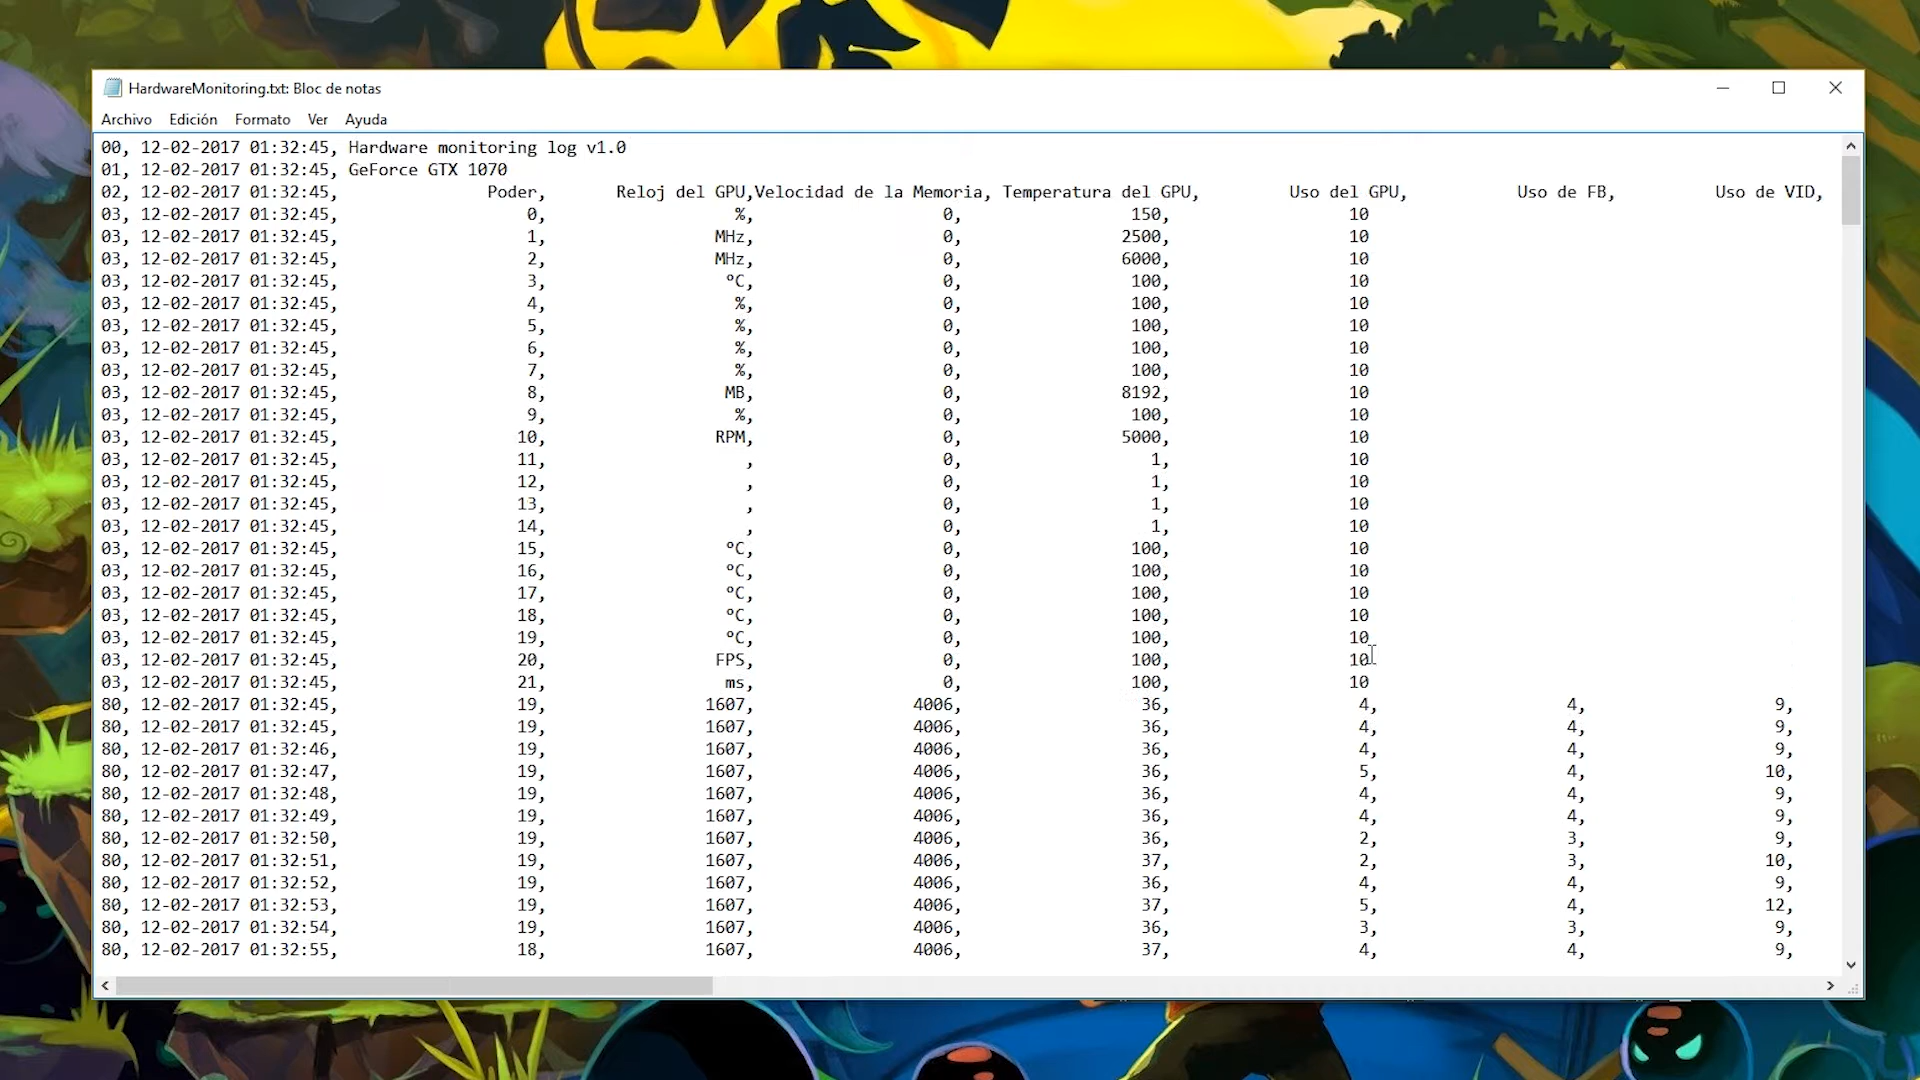 HardwareMonitoring.txt: Bloc de notas
Archivo Edición Formato Ver Ayuda
00, 12-02-2017 01:32:45, Hardware monitoring log v1.0
01, 12-02-2017 01:32:45, GeForce GTX 1070
02, 12-02-2017 01:32:45, Poder, Reloj del GPU,Velocidad de la Memoria, Temperatura del GPU, Uso del GPU, Uso de FB, Uso de VID,
03, 12-02-2017 01:32:45, 0, %, 0, 150, 10
03, 12-02-2017 01:32:45, 1, MHz, 0, 2500, 10
03, 12-02-2017 01:32:45, 2, MHz, 0, 6000, 10
03, 12-02-2017 01:32:45, 3, ºC, 0, 100, 10
03, 12-02-2017 01:32:45, 4, %, 0, 100, 10
03, 12-02-2017 01:32:45, 5, %, 0, 100, 10
03, 12-02-2017 01:32:45, 6, %, 0, 100, 10
03, 12-02-2017 01:32:45, 7, %, 0, 100, 10
03, 12-02-2017 01:32:45, 8, MB, 0, 8192, 10
03, 12-02-2017 01:32:45, 9, %, 0, 100, 10
03, 12-02-2017 01:32:45, 10, RPM, 0, 5000, 10
03, 12-02-2017 01:32:45, 11, , 0, 1, 10
03, 12-02-2017 01:32:45, 12, , 0, 1, 10
03, 12-02-2017 01:32:45, 13, , 0, 1, 10
03, 12-02-2017 01:32:45, 14, , 0, 1, 10
03, 12-02-2017 01:32:45, 15, ºC, 0, 100, 10
03, 12-02-2017 01:32:45, 16, ºC, 0, 100, 10
03, 12-02-2017 01:32:45, 17, ºC, 0, 100, 10
03, 12-02-2017 01:32:45, 18, ºC, 0, 100, 10
03, 12-02-2017 01:32:45, 19, ºC, 0, 100, 10
03, 12-02-2017 01:32:45, 20, FPS, 0, 100, 10
03, 12-02-2017 01:32:45, 21, ms, 0, 100, 10
80, 12-02-2017 01:32:45, 19, 1607, 4006, 36, 4, 4, 9,
80, 12-02-2017 01:32:45, 19, 1607, 4006, 36, 4, 4, 9,
80, 12-02-2017 01:32:46, 19, 1607, 4006, 36, 4, 4, 9,
80, 12-02-2017 01:32:47, 19, 1607, 4006, 36, 5, 4, 10,
80, 12-02-2017 01:32:48, 19, 1607, 4006, 36, 4, 4, 9,
80, 12-02-2017 01:32:49, 19, 1607, 4006, 36, 4, 4, 9,
80, 12-02-2017 01:32:50, 19, 1607, 4006, 36, 2, 3, 9,
80, 12-02-2017 01:32:51, 19, 1607, 4006, 37, 2, 3, 10,
80, 12-02-2017 01:32:52, 19, 1607, 4006, 36, 4, 4, 9,
80, 12-02-2017 01:32:53, 19, 1607, 4006, 37, 5, 4, 12,
80, 12-02-2017 01:32:54, 19, 1607, 4006, 36, 3, 3, 9,
80, 12-02-2017 01:32:55, 18, 1607, 4006, 37, 4, 4, 9,